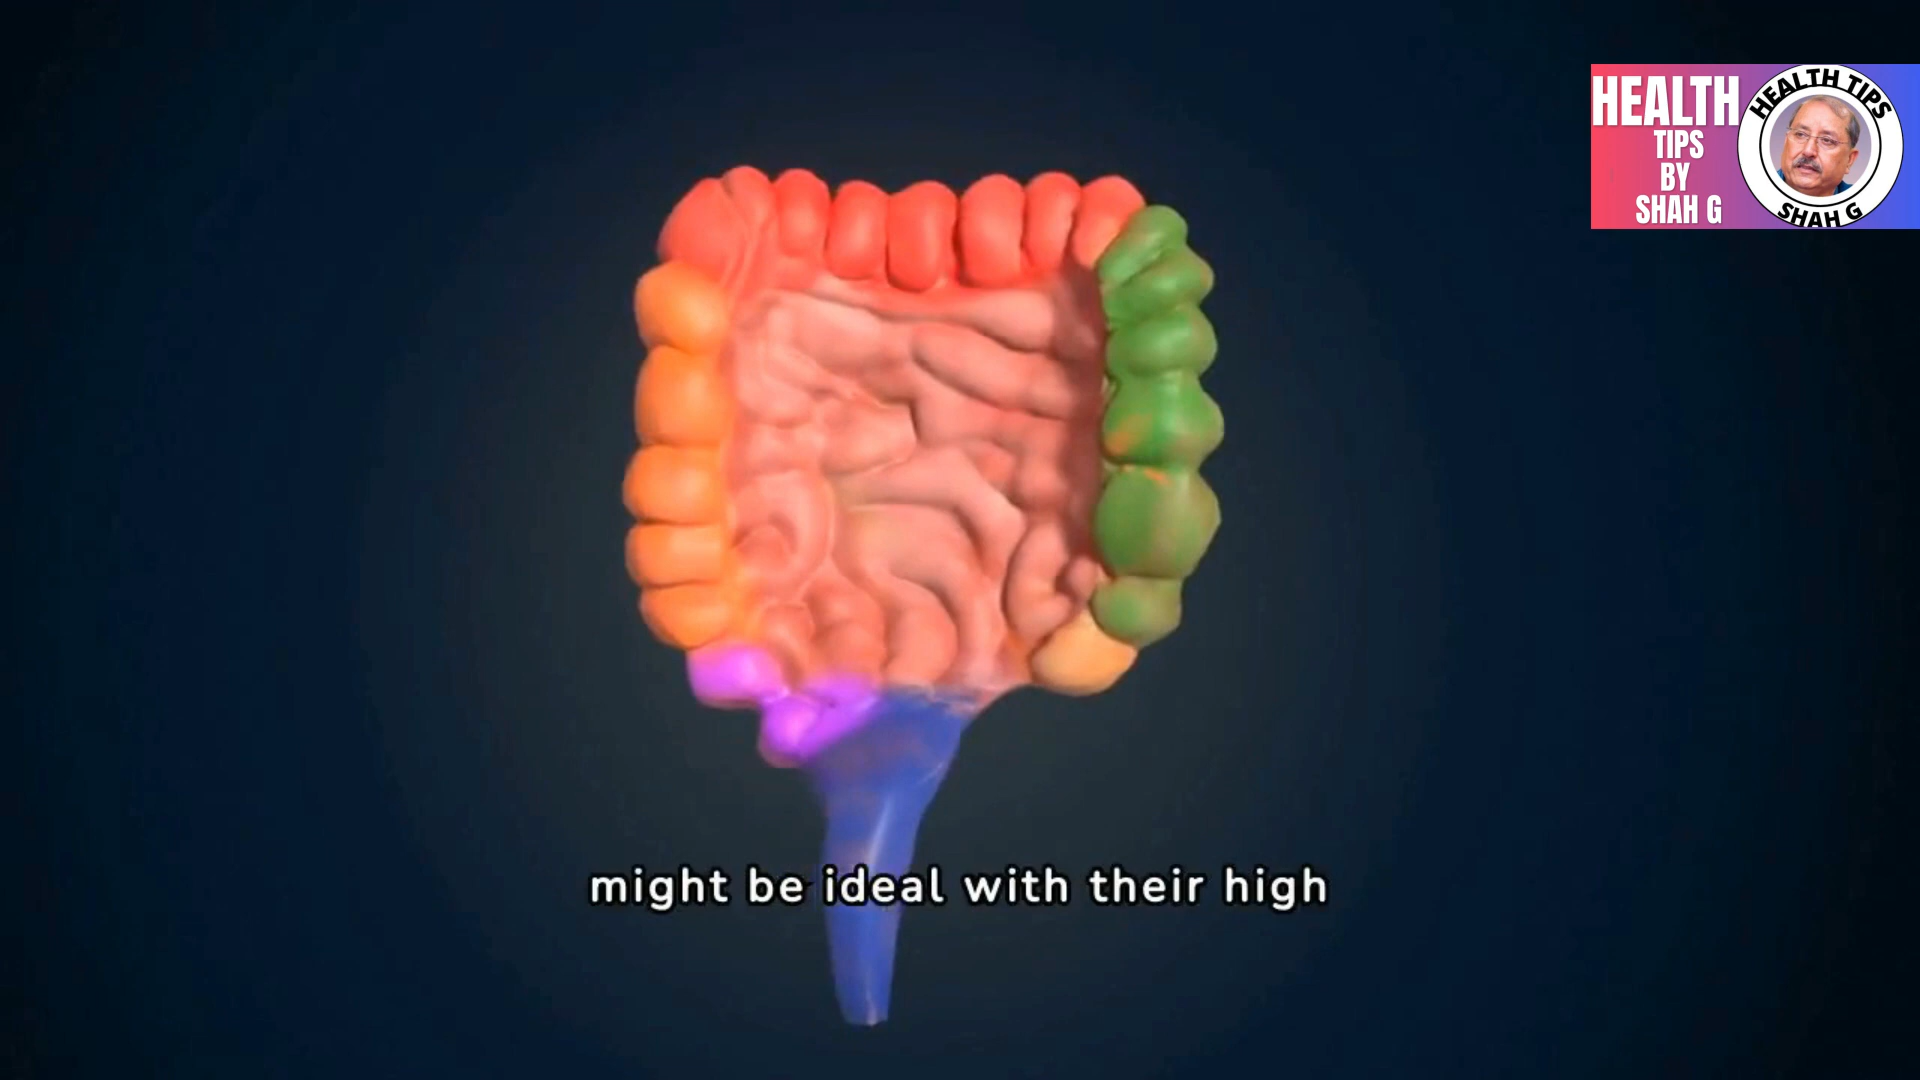 HEALTH
TIPS
BY
SHAH G
HEALTH TIPS
SHAH G
might be ideal with their high